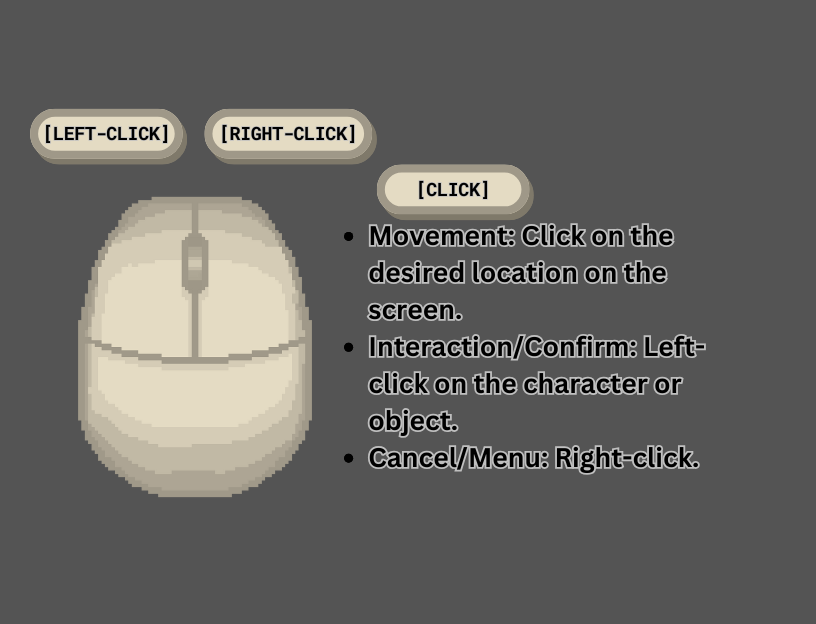 [LEFT-CLICK] [RIGHT-CLICK]
[CLICK]
• Movement: Click on the
desired location on the
screen.
• Interaction/Confirm: Left-
click on the character or
object.
• Cancel/Menu: Right-click.